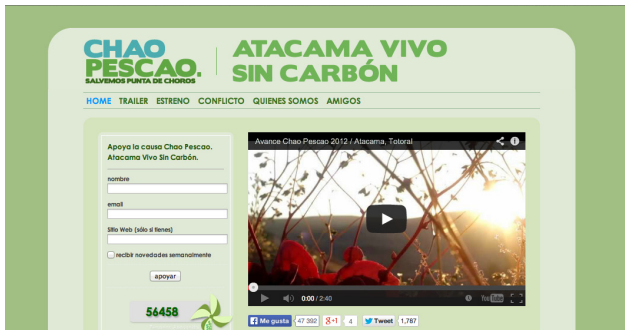 CHAO
PESCAO.
SALVEMOS PUNTA DE CHOROS
ATACAMA VIVO
SIN CARBÓN
HOME TRAILER ESTRENO CONFLICTO QUIENES SOMOS AMIGOS
Apoya la causa Chao Pescao.
Atacama Vivo Sin Carbón.
nombre
email
Sitio Web (sólo si tienes)
recibir novedades semanalmente
apoyar
56458
Avance Chao Pescao 2012 / Atacama, Totoral
0:00 / 2:40
YouTube
Me gusta 47 392 +1 4 Tweet 1,787